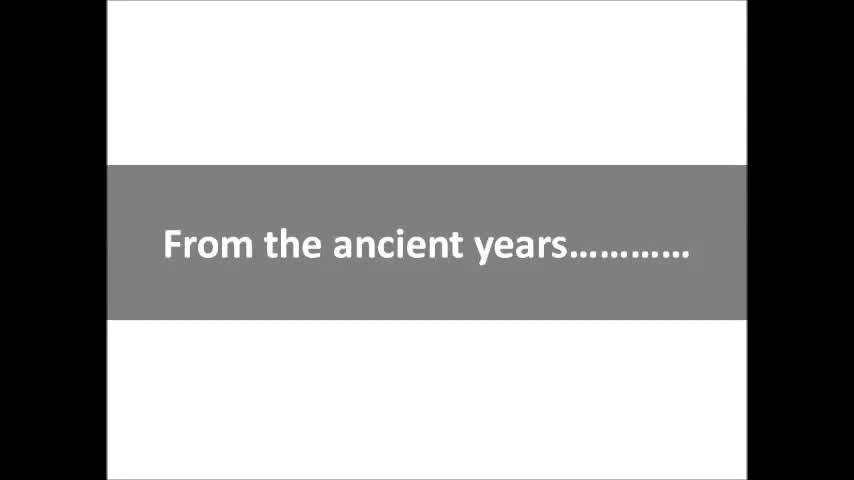 From the ancient years…………